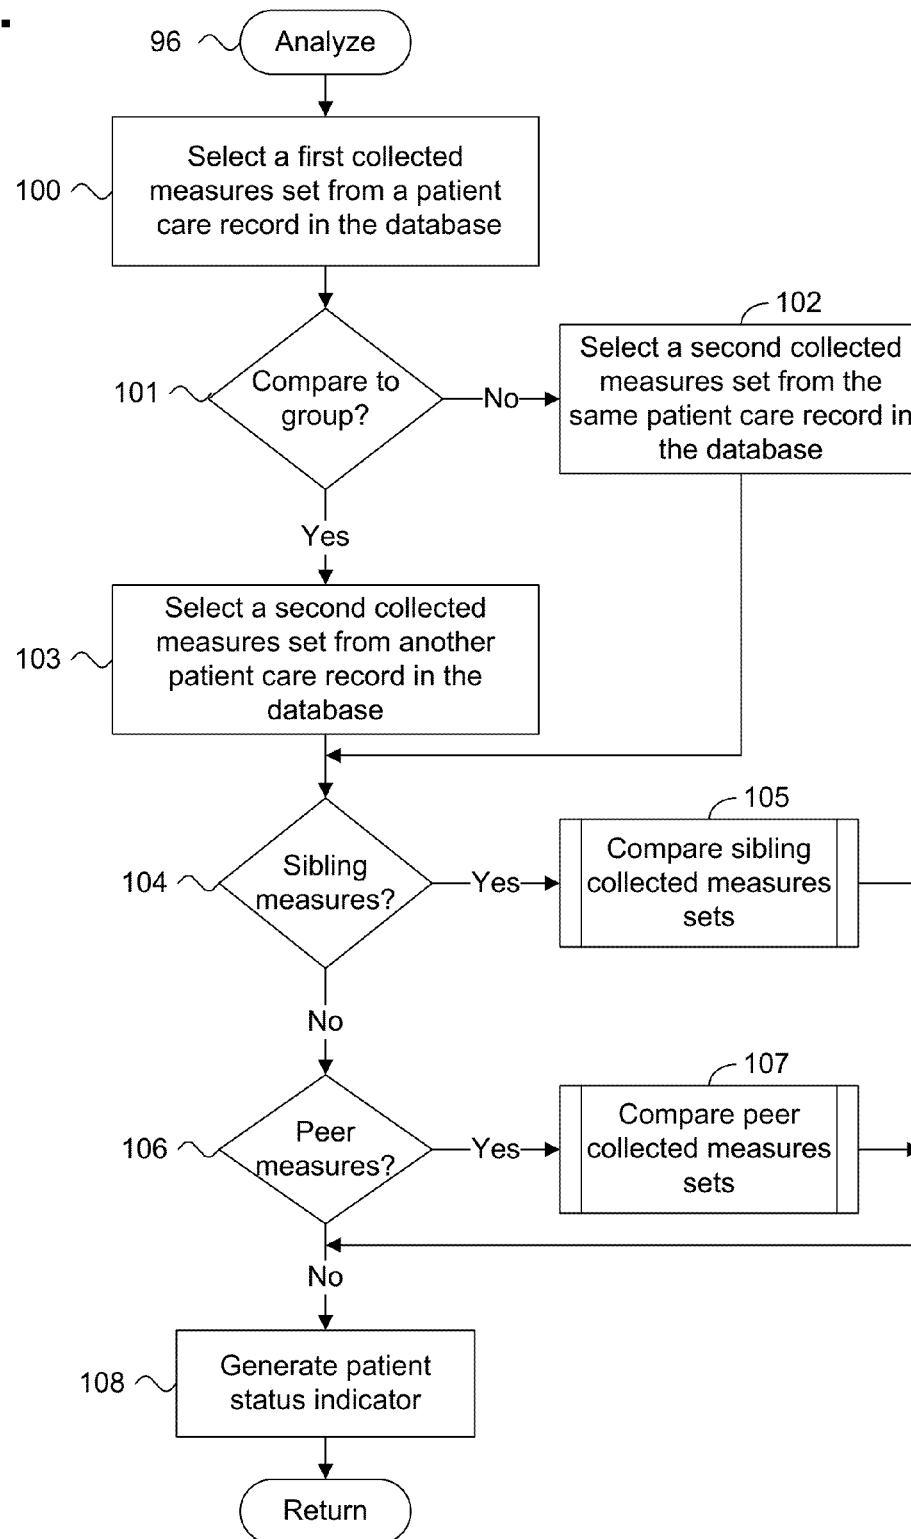 96
Analyze
100
Select a first collected
measures set from a patient
care record in the database
101
Compare to
group?
No
102
Select a second collected
measures set from the
same patient care record in
the database
Yes
103
Select a second collected
measures set from another
patient care record in the
database
104
Sibling
measures?
Yes
105
Compare sibling
collected measures
sets
No
106
Peer
measures?
Yes
107
Compare peer
collected measures
sets
No
108
Generate patient
status indicator
Return